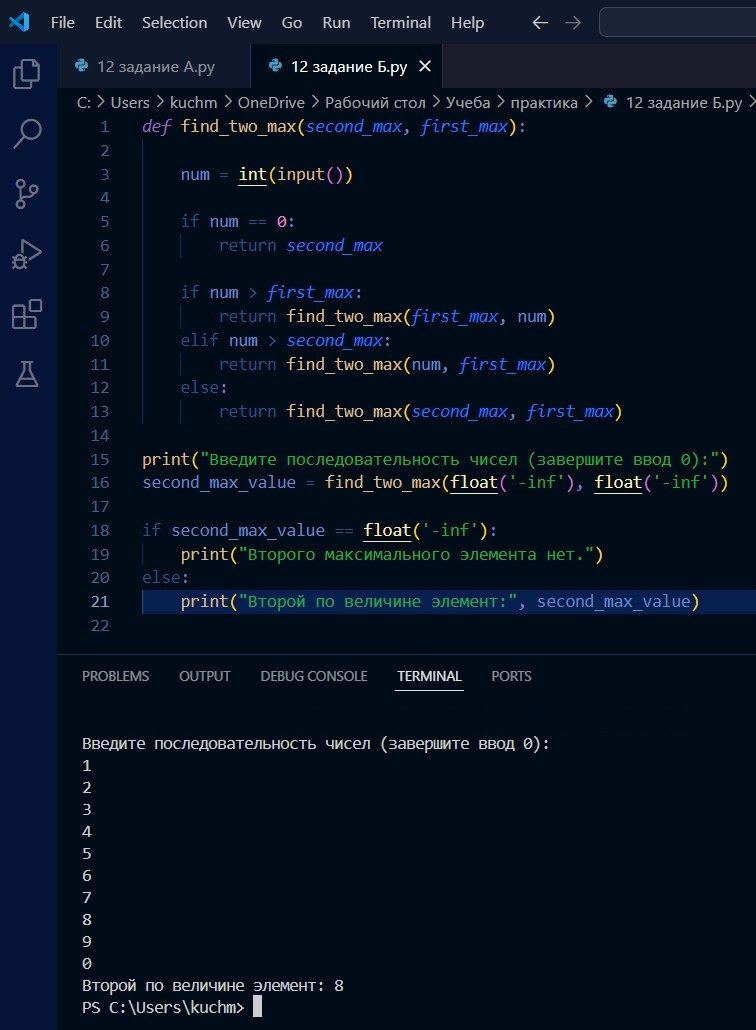 File Edit Selection View Go Run Terminal Help
12 задание А.py 12 задание Б.py
C: > Users > kuchm > OneDrive > Рабочий стол > Учеба > практика > 12 задание Б.py >
1 def find_two_max(second_max, first_max):
2
3 num = int(input())
4
5 if num == 0:
6 return second_max
7
8 if num > first_max:
9 return find_two_max(first_max, num)
10 elif num > second_max:
11 return find_two_max(num, first_max)
12 else:
13 return find_two_max(second_max, first_max)
14
15 print("Введите последовательность чисел (завершите ввод 0):")
16 second_max_value = find_two_max(float('-inf'), float('-inf'))
17
18 if second_max_value == float('-inf'):
19 print("Второго максимального элемента нет.")
20 else:
21 print("Второй по величине элемент:", second_max_value)
22
PROBLEMS OUTPUT DEBUG CONSOLE TERMINAL PORTS
Введите последовательность чисел (завершите ввод 0):
1
2
3
4
5
6
7
8
9
0
Второй по величине элемент: 8
PS C:\Users\kuchm>